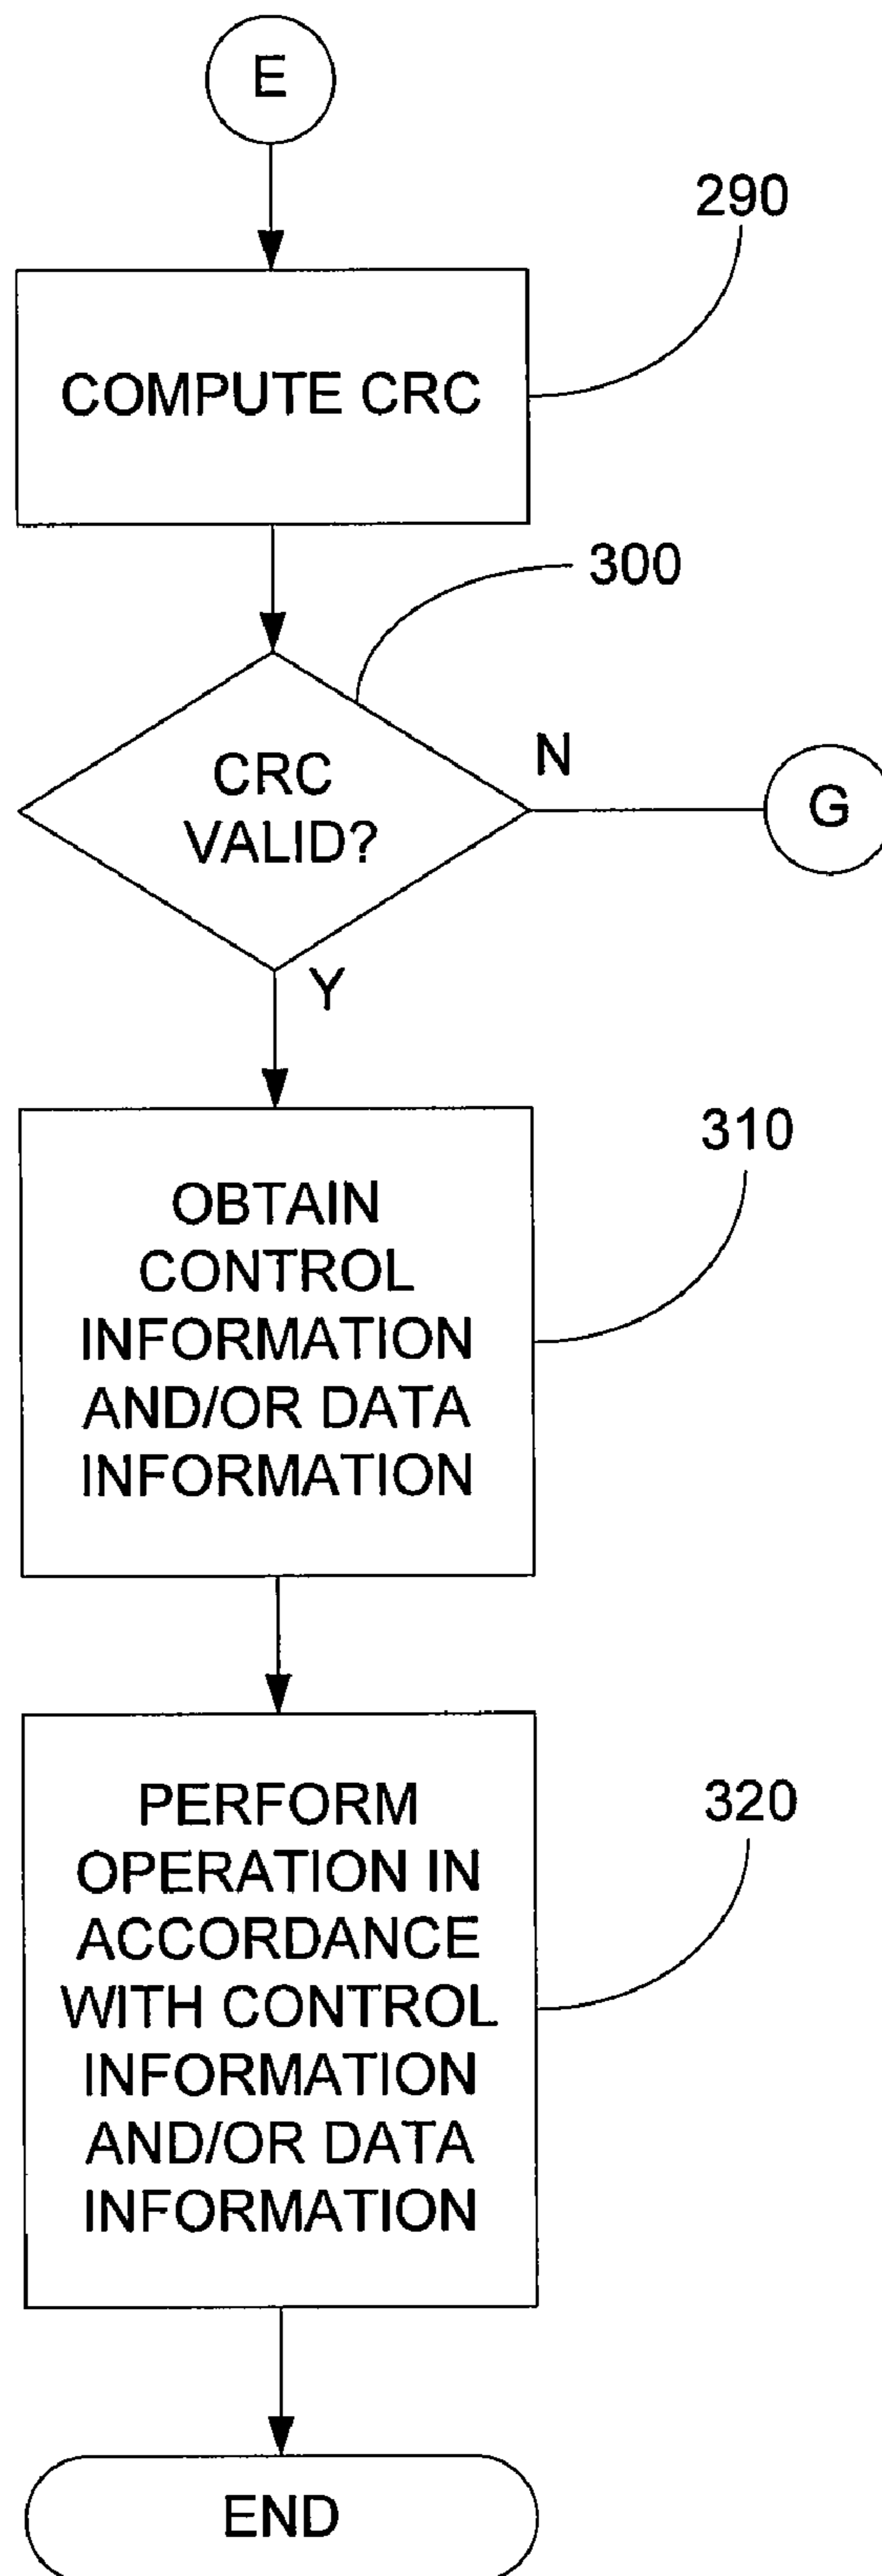 E
290
COMPUTE CRC
300
CRC
VALID?
N
G
Y
310
OBTAIN
CONTROL
INFORMATION
AND/OR DATA
INFORMATION
320
PERFORM
OPERATION IN
ACCORDANCE
WITH CONTROL
INFORMATION
AND/OR DATA
INFORMATION
END